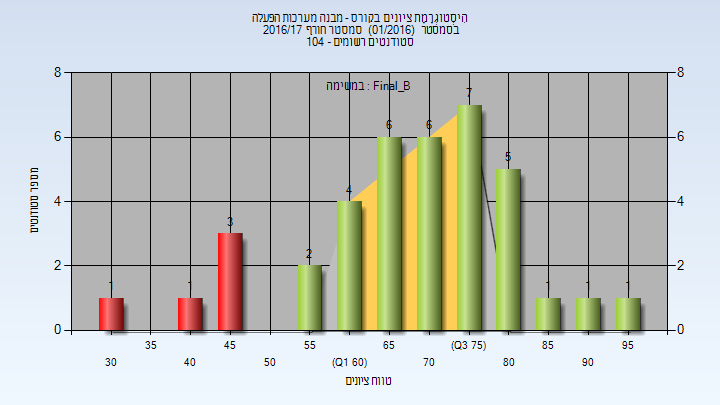 הִיסְטוֹגְרָמַת ציונים בקורס - מבנה מערכות הפעלה
בסמסטר (01/2016) סמסטר חורף 2016/17
סטודנטים רשומים - 104
במשימה : Final_B
מספר סטודנטים
8 8
6 6
4 4
2 2
0 0
1 1 3 2 4 6 6 7 5 1 1 1
35 45 55 65 (Q3 75) 85 95
30 40 50 (Q1 60) 70 80 90
טווח ציונים